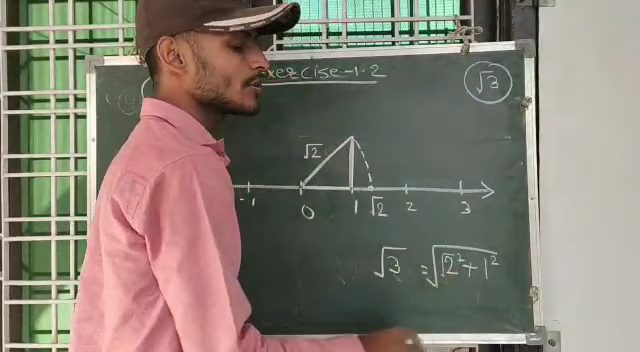 Exercise-1.2
√3
√2
-1 0 1 √2 2 3
√3 = √(√2² + 1²)